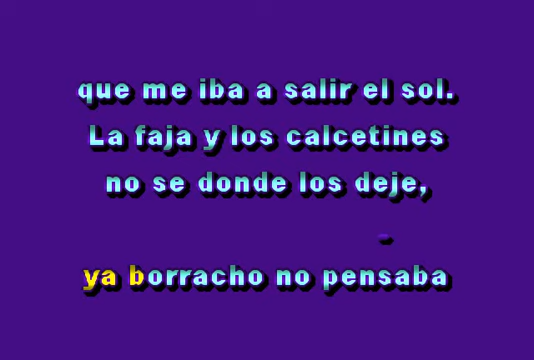 que me iba a salir el sol.
La faja y los calcetines
no se donde los deje,
ya borracho no pensaba